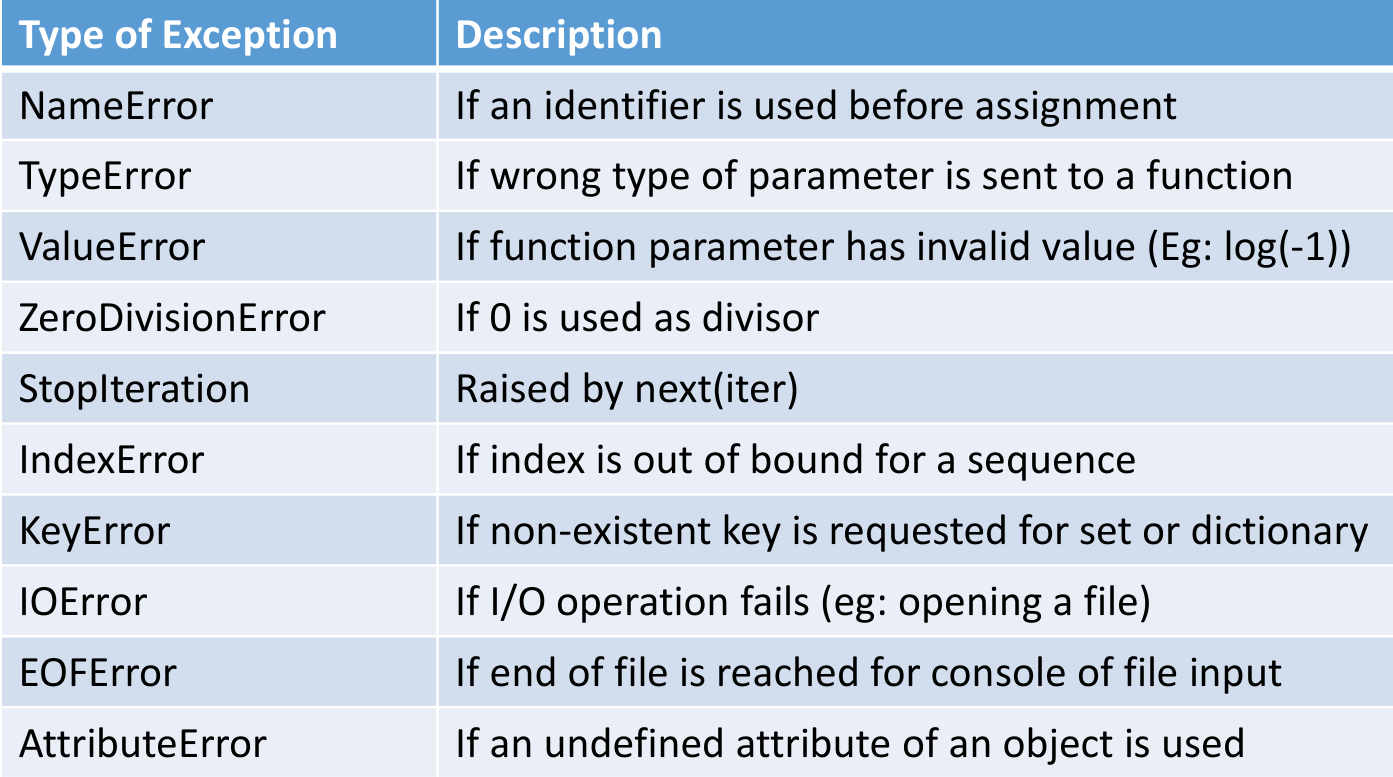 Type of Exception Description
NameError If an identifier is used before assignment
TypeError If wrong type of parameter is sent to a function
ValueError If function parameter has invalid value (Eg: log(-1))
ZeroDivisionError If 0 is used as divisor
StopIteration Raised by next(iter)
IndexError If index is out of bound for a sequence
KeyError If non-existent key is requested for set or dictionary
IOError If I/O operation fails (eg: opening a file)
EOFError If end of file is reached for console of file input
AttributeError If an undefined attribute of an object is used